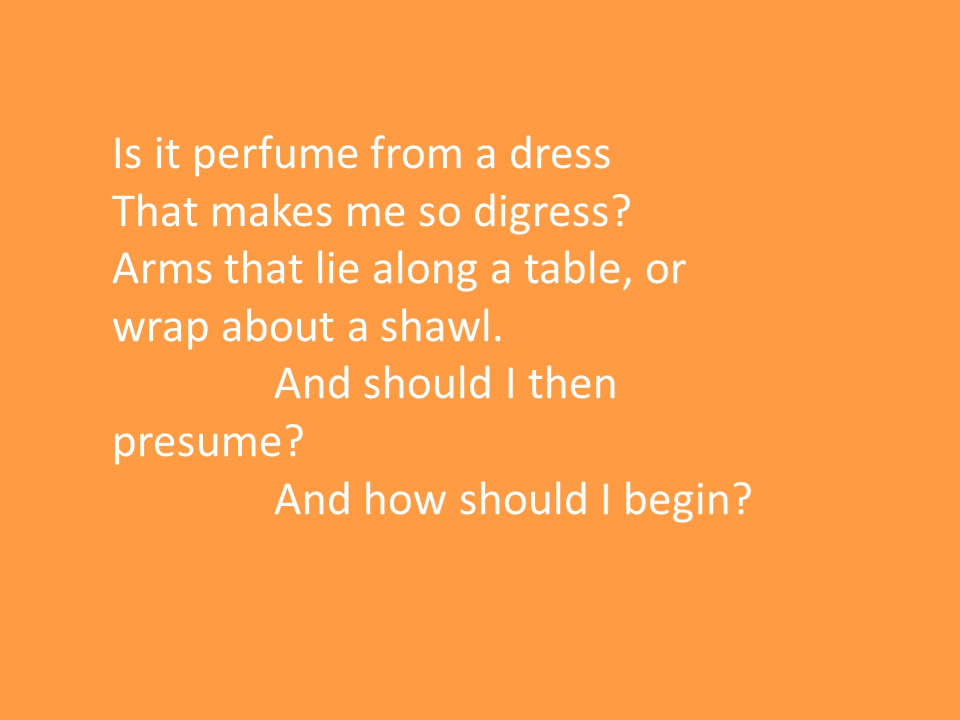 Is it perfume from a dress
That makes me so digress?
Arms that lie along a table, or
wrap about a shawl.
And should I then
presume?
And how should I begin?